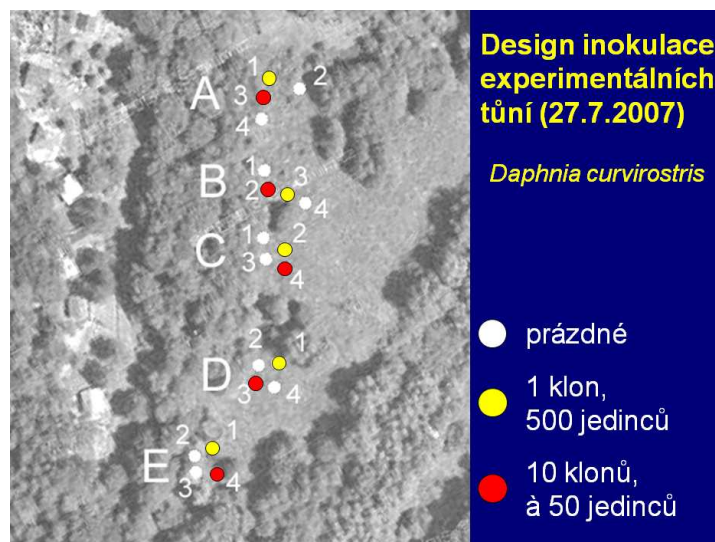 Design inokulace
experimentálních
tůní (27.7.2007)
Daphnia curvirostris
A
1
2
3
4
B
1
2
3
4
C
1
2
3
4
D
2
1
3
4
E
2
1
3
4
prázdné
1 klon,
500 jedinců
10 klonů,
à 50 jedinců